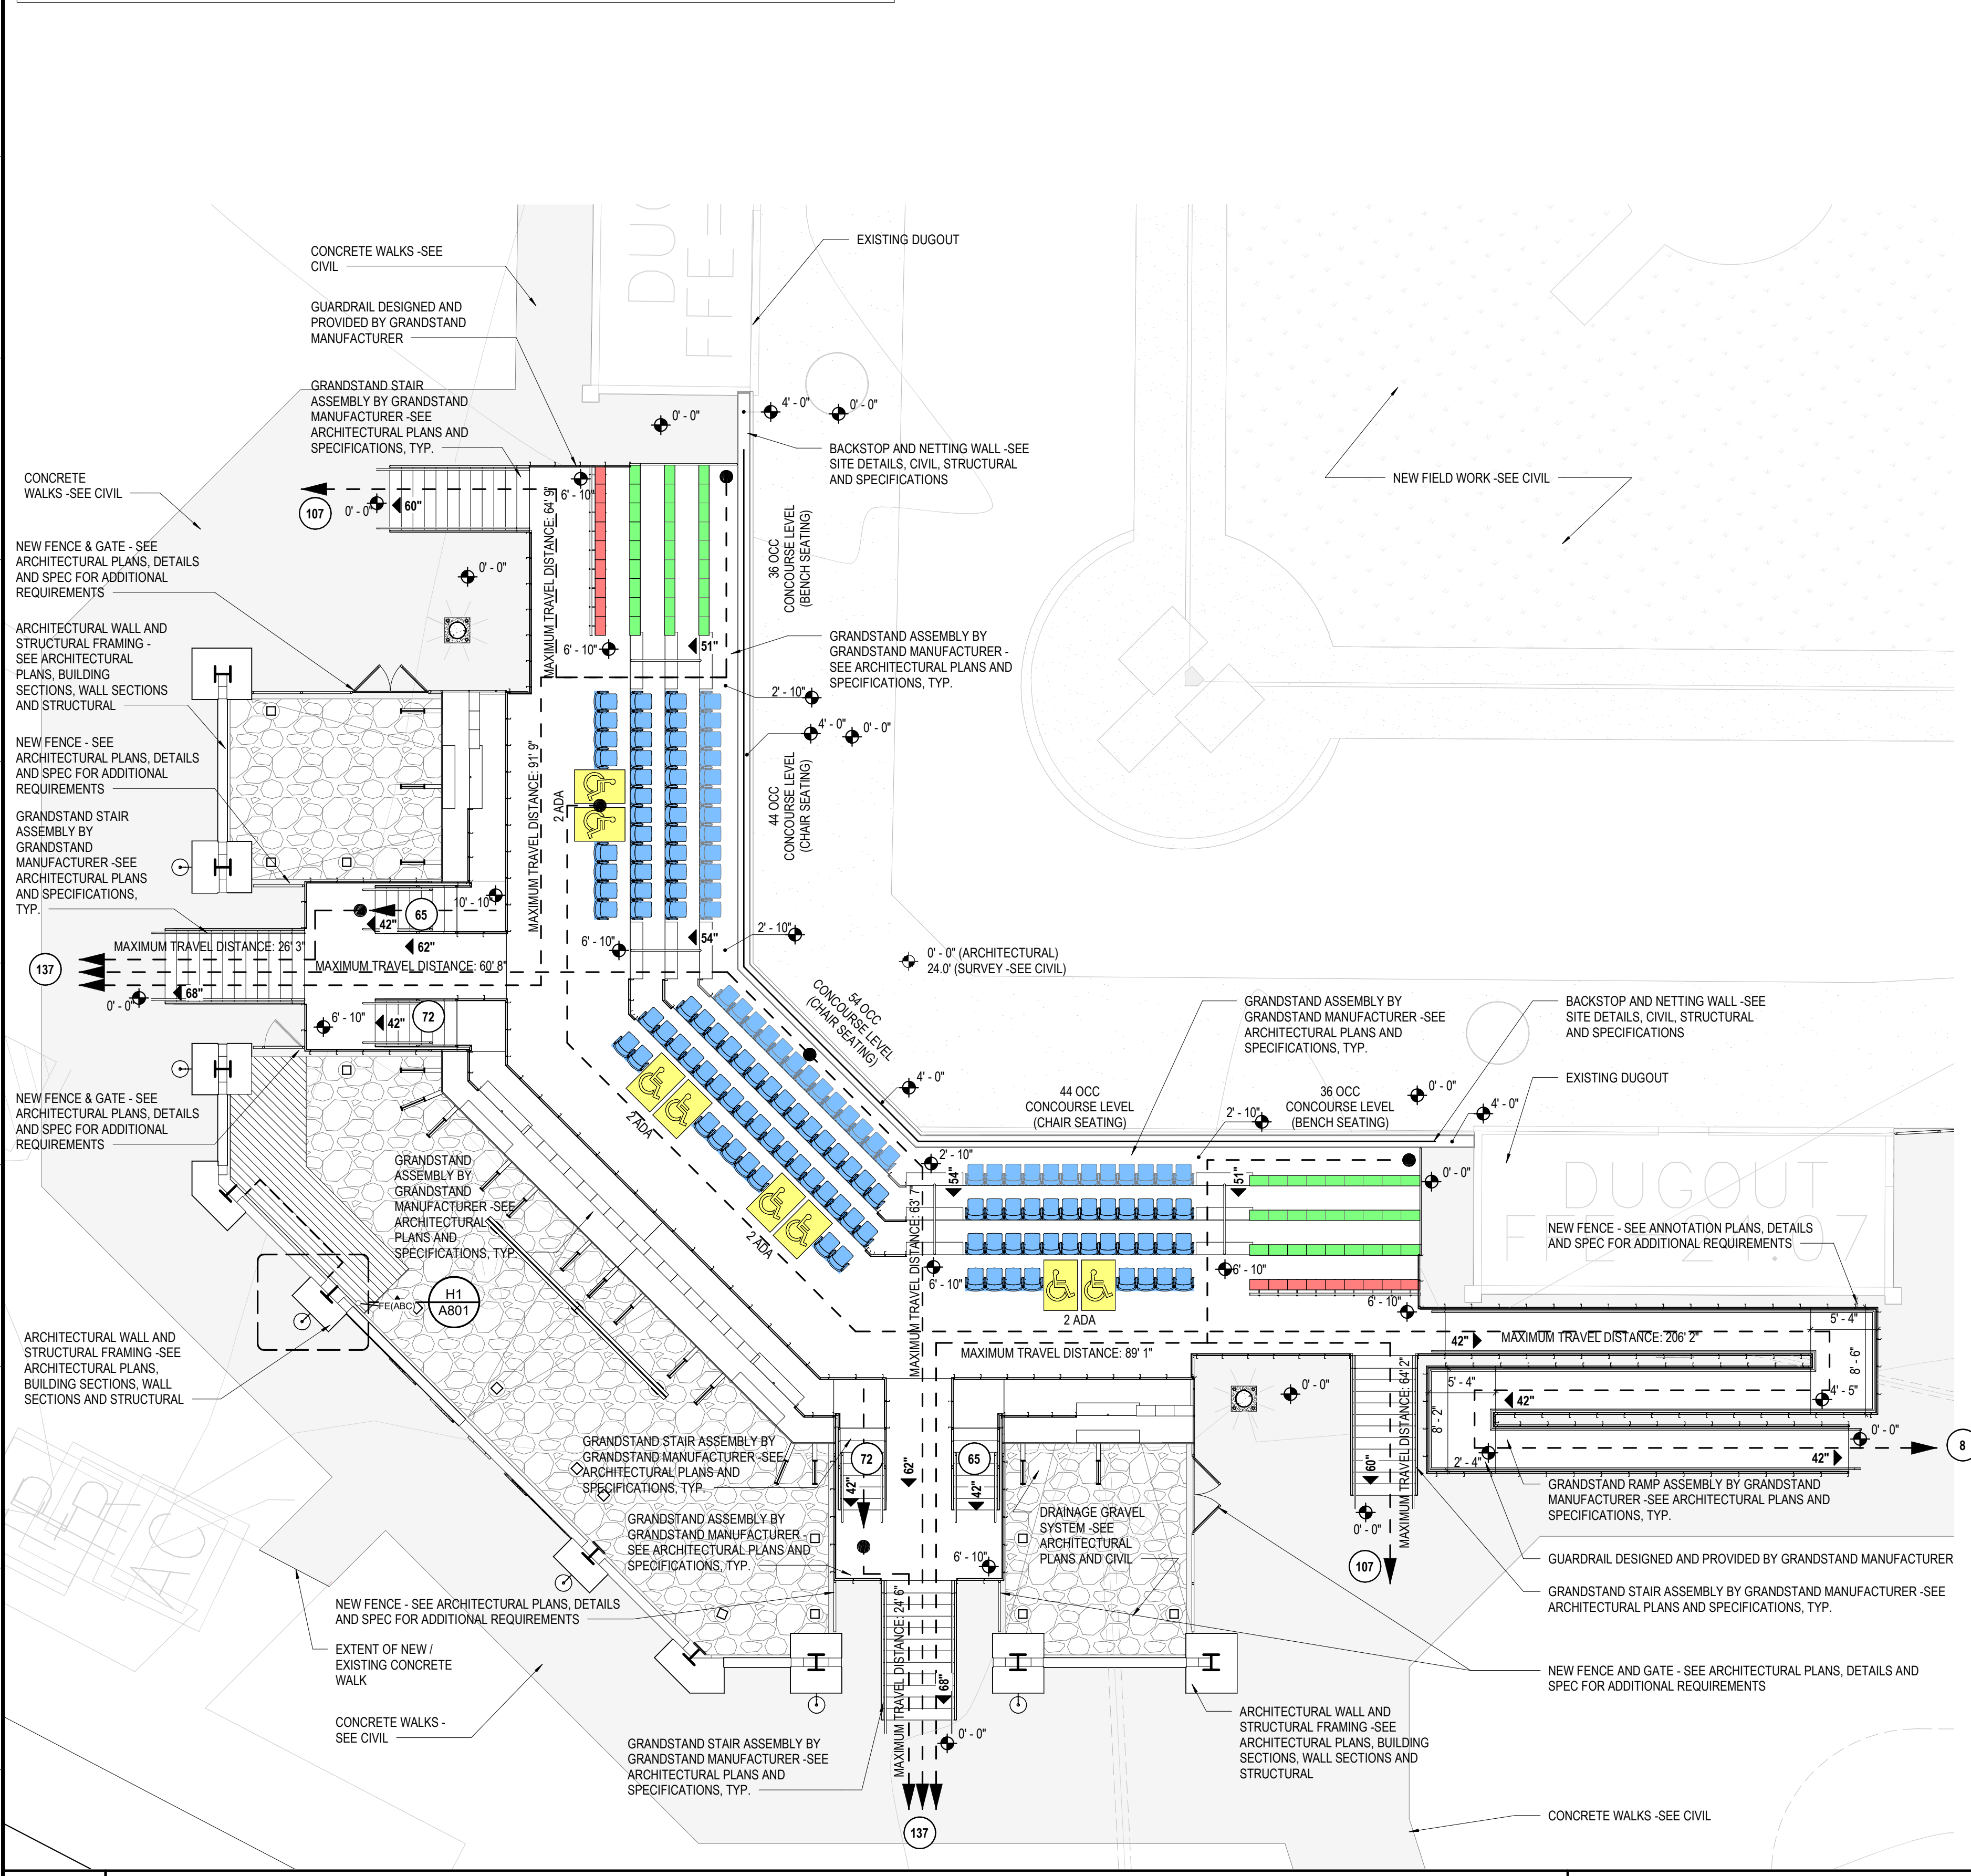 CONCRETE WALKS -SEE
CIVIL
GUARDRAIL DESIGNED AND
PROVIDED BY GRANDSTAND
MANUFACTURER
GRANDSTAND STAIR
ASSEMBLY BY GRANDSTAND
MANUFACTURER -SEE
ARCHITECTURAL PLANS AND
SPECIFICATIONS, TYP.
EXISTING DUGOUT
4' - 0"
0' - 0"
0' - 0"
BACKSTOP AND NETTING WALL -SEE
SITE DETAILS, CIVIL, STRUCTURAL
AND SPECIFICATIONS
NEW FIELD WORK -SEE CIVIL
CONCRETE
WALKS -SEE CIVIL
107
0' - 0"
60"
6' - 10"
MAXIMUM TRAVEL DISTANCE: 64' 9"
36 OCC
CONCOURSE LEVEL
(BENCH SEATING)
NEW FENCE & GATE - SEE
ARCHITECTURAL PLANS, DETAILS
AND SPEC FOR ADDITIONAL
REQUIREMENTS
0' - 0"
ARCHITECTURAL WALL AND
STRUCTURAL FRAMING -
SEE ARCHITECTURAL
PLANS, BUILDING
SECTIONS, WALL SECTIONS
AND STRUCTURAL
6' - 10"
51"
GRANDSTAND ASSEMBLY BY
GRANDSTAND MANUFACTURER -
SEE ARCHITECTURAL PLANS AND
SPECIFICATIONS, TYP.
2' - 10"
4' - 0"
0' - 0"
NEW FENCE - SEE
ARCHITECTURAL PLANS, DETAILS
AND SPEC FOR ADDITIONAL
REQUIREMENTS
MAXIMUM TRAVEL DISTANCE: 91' 9"
2 ADA
44 OCC
CONCOURSE LEVEL
(CHAIR SEATING)
GRANDSTAND STAIR
ASSEMBLY BY
GRANDSTAND
MANUFACTURER -SEE
ARCHITECTURAL PLANS
AND SPECIFICATIONS,
TYP.
10' - 10"
65
42"
62"
MAXIMUM TRAVEL DISTANCE: 26' 3"
MAXIMUM TRAVEL DISTANCE: 60' 8"
137
68"
0' - 0"
6' - 10"
42"
72
6' - 10"
54"
2' - 10"
0' - 0" (ARCHITECTURAL)
24.0' (SURVEY -SEE CIVIL)
54 OCC
CONCOURSE LEVEL
(CHAIR SEATING)
4' - 0"
GRANDSTAND ASSEMBLY BY
GRANDSTAND MANUFACTURER -SEE
ARCHITECTURAL PLANS AND
SPECIFICATIONS, TYP.
BACKSTOP AND NETTING WALL -SEE
SITE DETAILS, CIVIL, STRUCTURAL
AND SPECIFICATIONS
EXISTING DUGOUT
44 OCC
CONCOURSE LEVEL
(CHAIR SEATING)
36 OCC
CONCOURSE LEVEL
(BENCH SEATING)
2' - 10"
0' - 0"
4' - 0"
NEW FENCE & GATE - SEE
ARCHITECTURAL PLANS, DETAILS
AND SPEC FOR ADDITIONAL
REQUIREMENTS
2 ADA
2 ADA
GRANDSTAND
ASSEMBLY BY
GRANDSTAND
MANUFACTURER -SEE
ARCHITECTURAL
PLANS AND
SPECIFICATIONS, TYP.
2' - 10"
54"
51"
0' - 0"
DUGOUT
FFE = 21.07
MAXIMUM TRAVEL DISTANCE: 63' 7"
6' - 10"
6' - 10"
2 ADA
6' - 10"
NEW FENCE - SEE ANNOTATION PLANS, DETAILS
AND SPEC FOR ADDITIONAL REQUIREMENTS
FE(ABC)
H1
A801
ARCHITECTURAL WALL AND
STRUCTURAL FRAMING -SEE
ARCHITECTURAL PLANS,
BUILDING SECTIONS, WALL
SECTIONS AND STRUCTURAL
MAXIMUM TRAVEL DISTANCE: 89' 1"
42"
MAXIMUM TRAVEL DISTANCE: 206' 2"
5' - 4"
8' - 6"
0' - 0"
MAXIMUM TRAVEL DISTANCE: 64' 2"
5' - 4"
8' - 2"
42"
4' - 5"
0' - 0"
2' - 4"
42"
8
GRANDSTAND STAIR ASSEMBLY BY
GRANDSTAND MANUFACTURER -SEE
ARCHITECTURAL PLANS AND
SPECIFICATIONS, TYP.
72
42"
62"
65
42"
60"
0' - 0"
107
GRANDSTAND RAMP ASSEMBLY BY GRANDSTAND
MANUFACTURER -SEE ARCHITECTURAL PLANS AND
SPECIFICATIONS, TYP.
GRANDSTAND ASSEMBLY BY
GRANDSTAND MANUFACTURER -
SEE ARCHITECTURAL PLANS AND
SPECIFICATIONS, TYP.
DRAINAGE GRAVEL
SYSTEM -SEE
ARCHITECTURAL
PLANS AND CIVIL
6' - 10"
GUARDRAIL DESIGNED AND PROVIDED BY GRANDSTAND MANUFACTURER
GRANDSTAND STAIR ASSEMBLY BY GRANDSTAND MANUFACTURER -SEE
ARCHITECTURAL PLANS AND SPECIFICATIONS, TYP.
NEW FENCE - SEE ARCHITECTURAL PLANS, DETAILS
AND SPEC FOR ADDITIONAL REQUIREMENTS
EXTENT OF NEW /
EXISTING CONCRETE
WALK
MAXIMUM TRAVEL DISTANCE: 24' 6"
68"
NEW FENCE AND GATE - SEE ARCHITECTURAL PLANS, DETAILS AND
SPEC FOR ADDITIONAL REQUIREMENTS
CONCRETE WALKS -
SEE CIVIL
GRANDSTAND STAIR ASSEMBLY BY
GRANDSTAND MANUFACTURER -SEE
ARCHITECTURAL PLANS AND
SPECIFICATIONS, TYP.
0' - 0"
ARCHITECTURAL WALL AND
STRUCTURAL FRAMING -SEE
ARCHITECTURAL PLANS, BUILDING
SECTIONS, WALL SECTIONS AND
STRUCTURAL
137
CONCRETE WALKS -SEE CIVIL